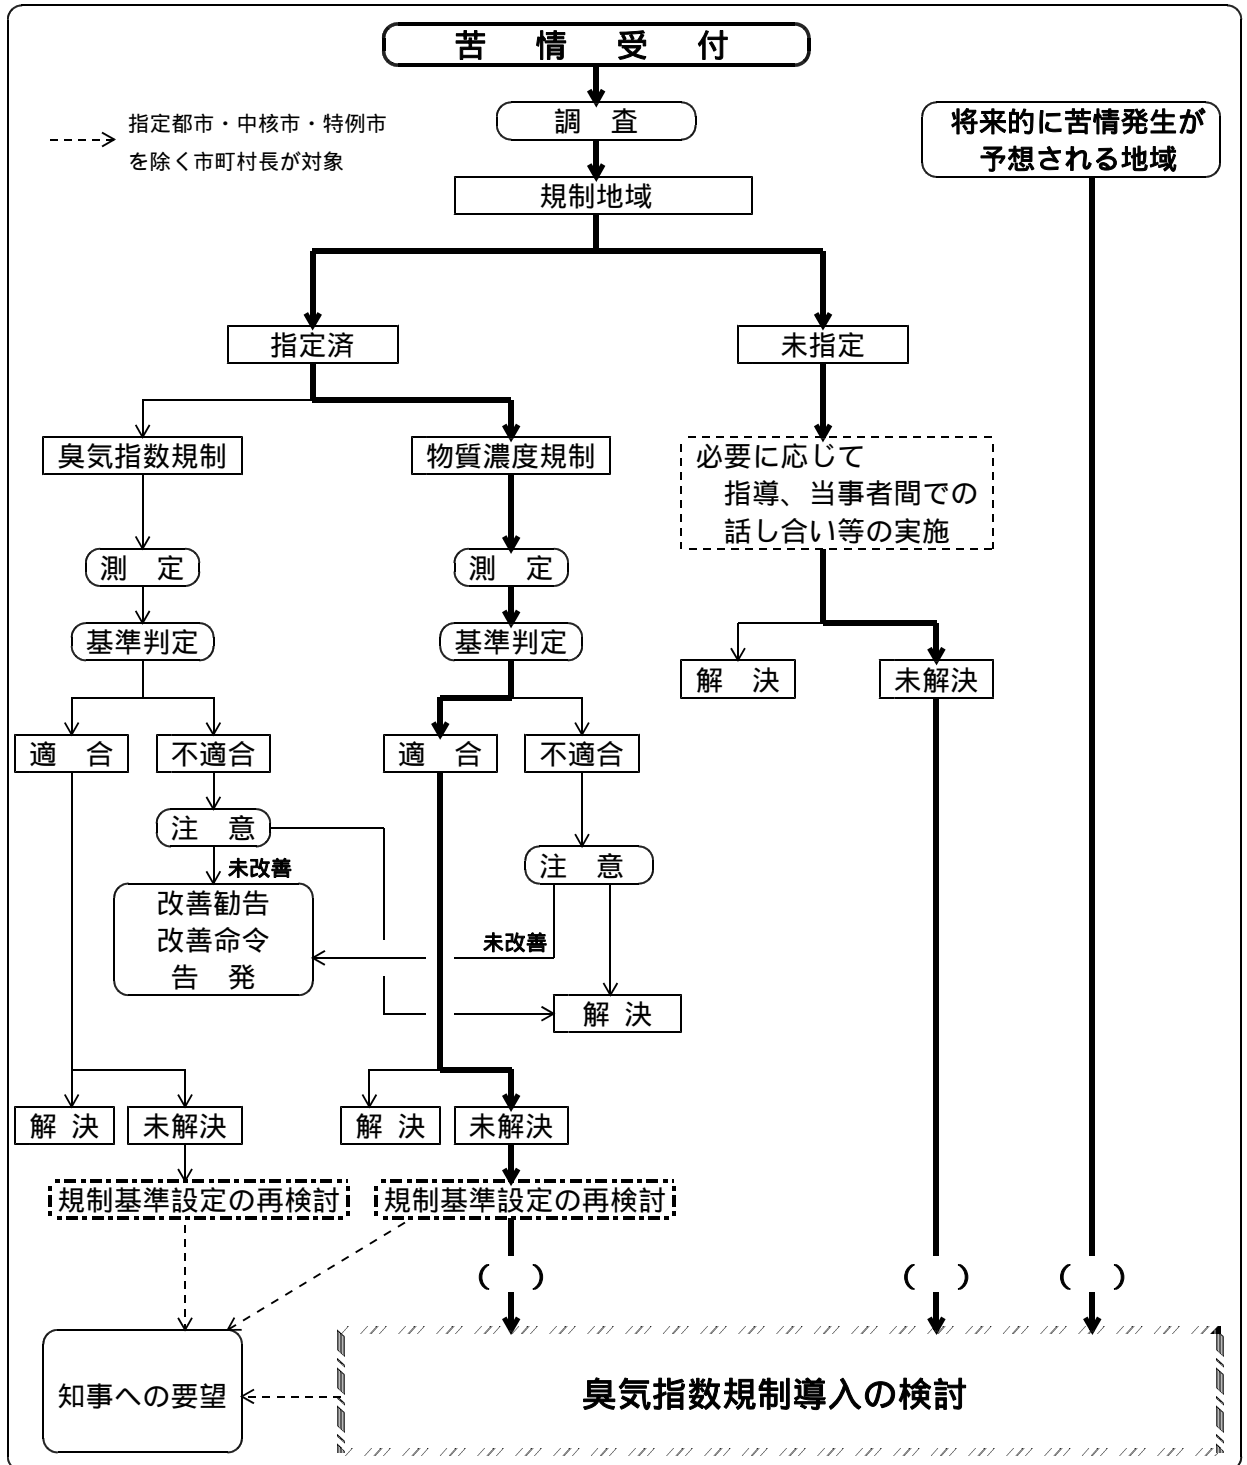 苦　情　受　付
調　査
指定都市・中核市・特例市
を除く市町村長が対象
将来的に苦情発生が
予想される地域
規制地域
指定済
未指定
臭気指数規制
物質濃度規制
必要に応じて
指導、当事者間での
話し合い等の実施
測　定
測　定
基準判定
基準判定
解　決
未解決
適　合
不適合
適　合
不適合
注　意
未改善
注　意
改善勧告
改善命令
告　発
未改善
解 決
解 決
未解決
解 決
未解決
規制基準設定の再検討
規制基準設定の再検討
(　)
(　)
(　)
知事への要望
臭気指数規制導入の検討